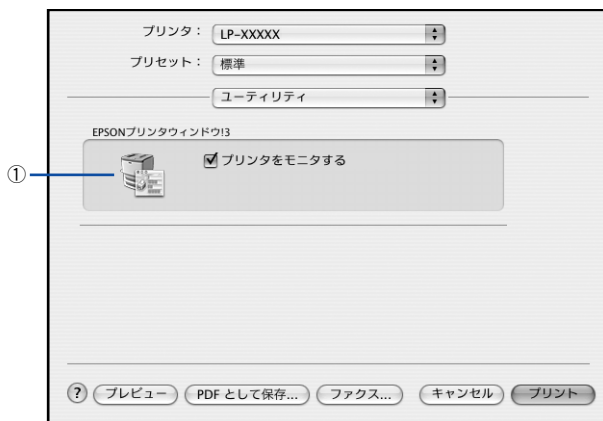 プリンタ： LP-XXXXX
プリセット： 標準
ユーティリティ
EPSONプリンタウィンドウ!3
① プリンタをモニタする
? プレビュー PDF として保存... ファクス... キャンセル プリント